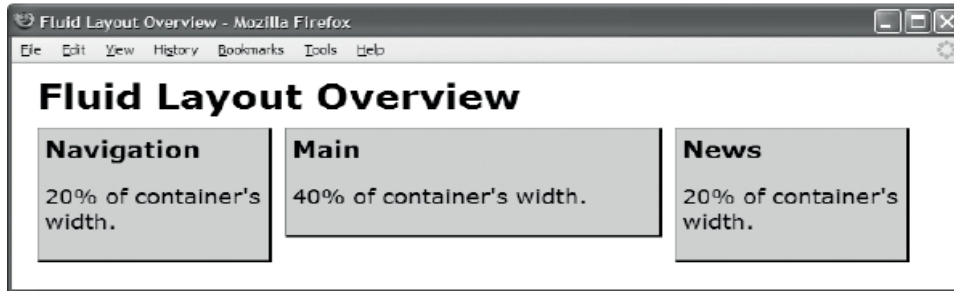 Fluid Layout Overview - Mozilla Firefox
File Edit View History Bookmarks Tools Help
Fluid Layout Overview
Navigation
20% of container's
width.
Main
40% of container's width.
News
20% of container's
width.